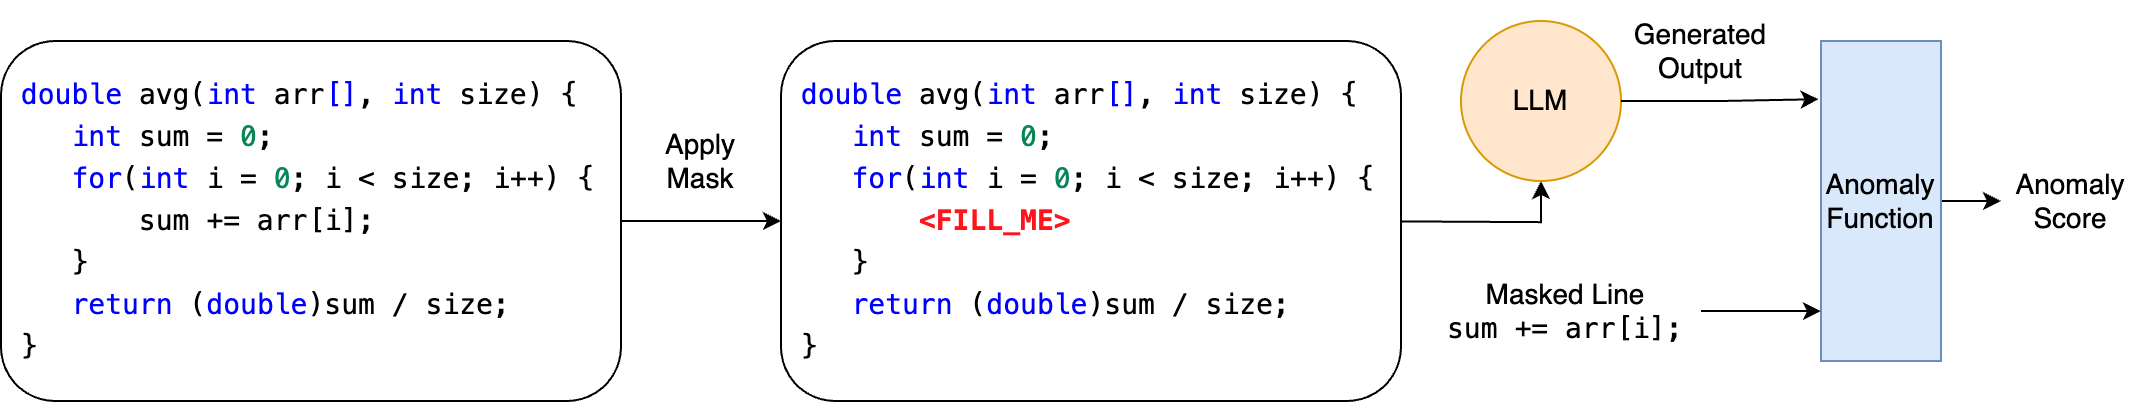 double avg(int arr[], int size) {
int sum = 0;
for(int i = 0; i < size; i++) {
sum += arr[i];
}
return (double)sum / size;
}
Apply
Mask
double avg(int arr[], int size) {
int sum = 0;
for(int i = 0; i < size; i++) {
<FILL_ME>
}
return (double)sum / size;
}
LLM
Generated
Output
Masked Line
sum += arr[i];
Anomaly
Function
Anomaly
Score